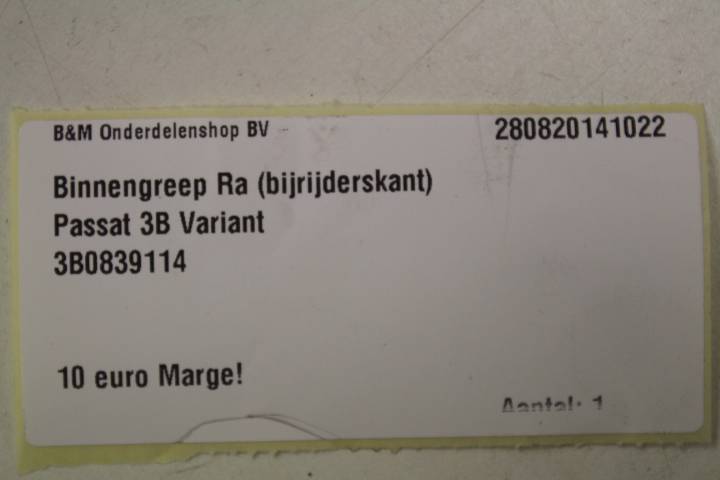 B&M Onderdelenshop BV 280820141022
Binnengreep Ra (bijrijderskant)
Passat 3B Variant
3B0839114
10 euro Marge!
Aantal: 1